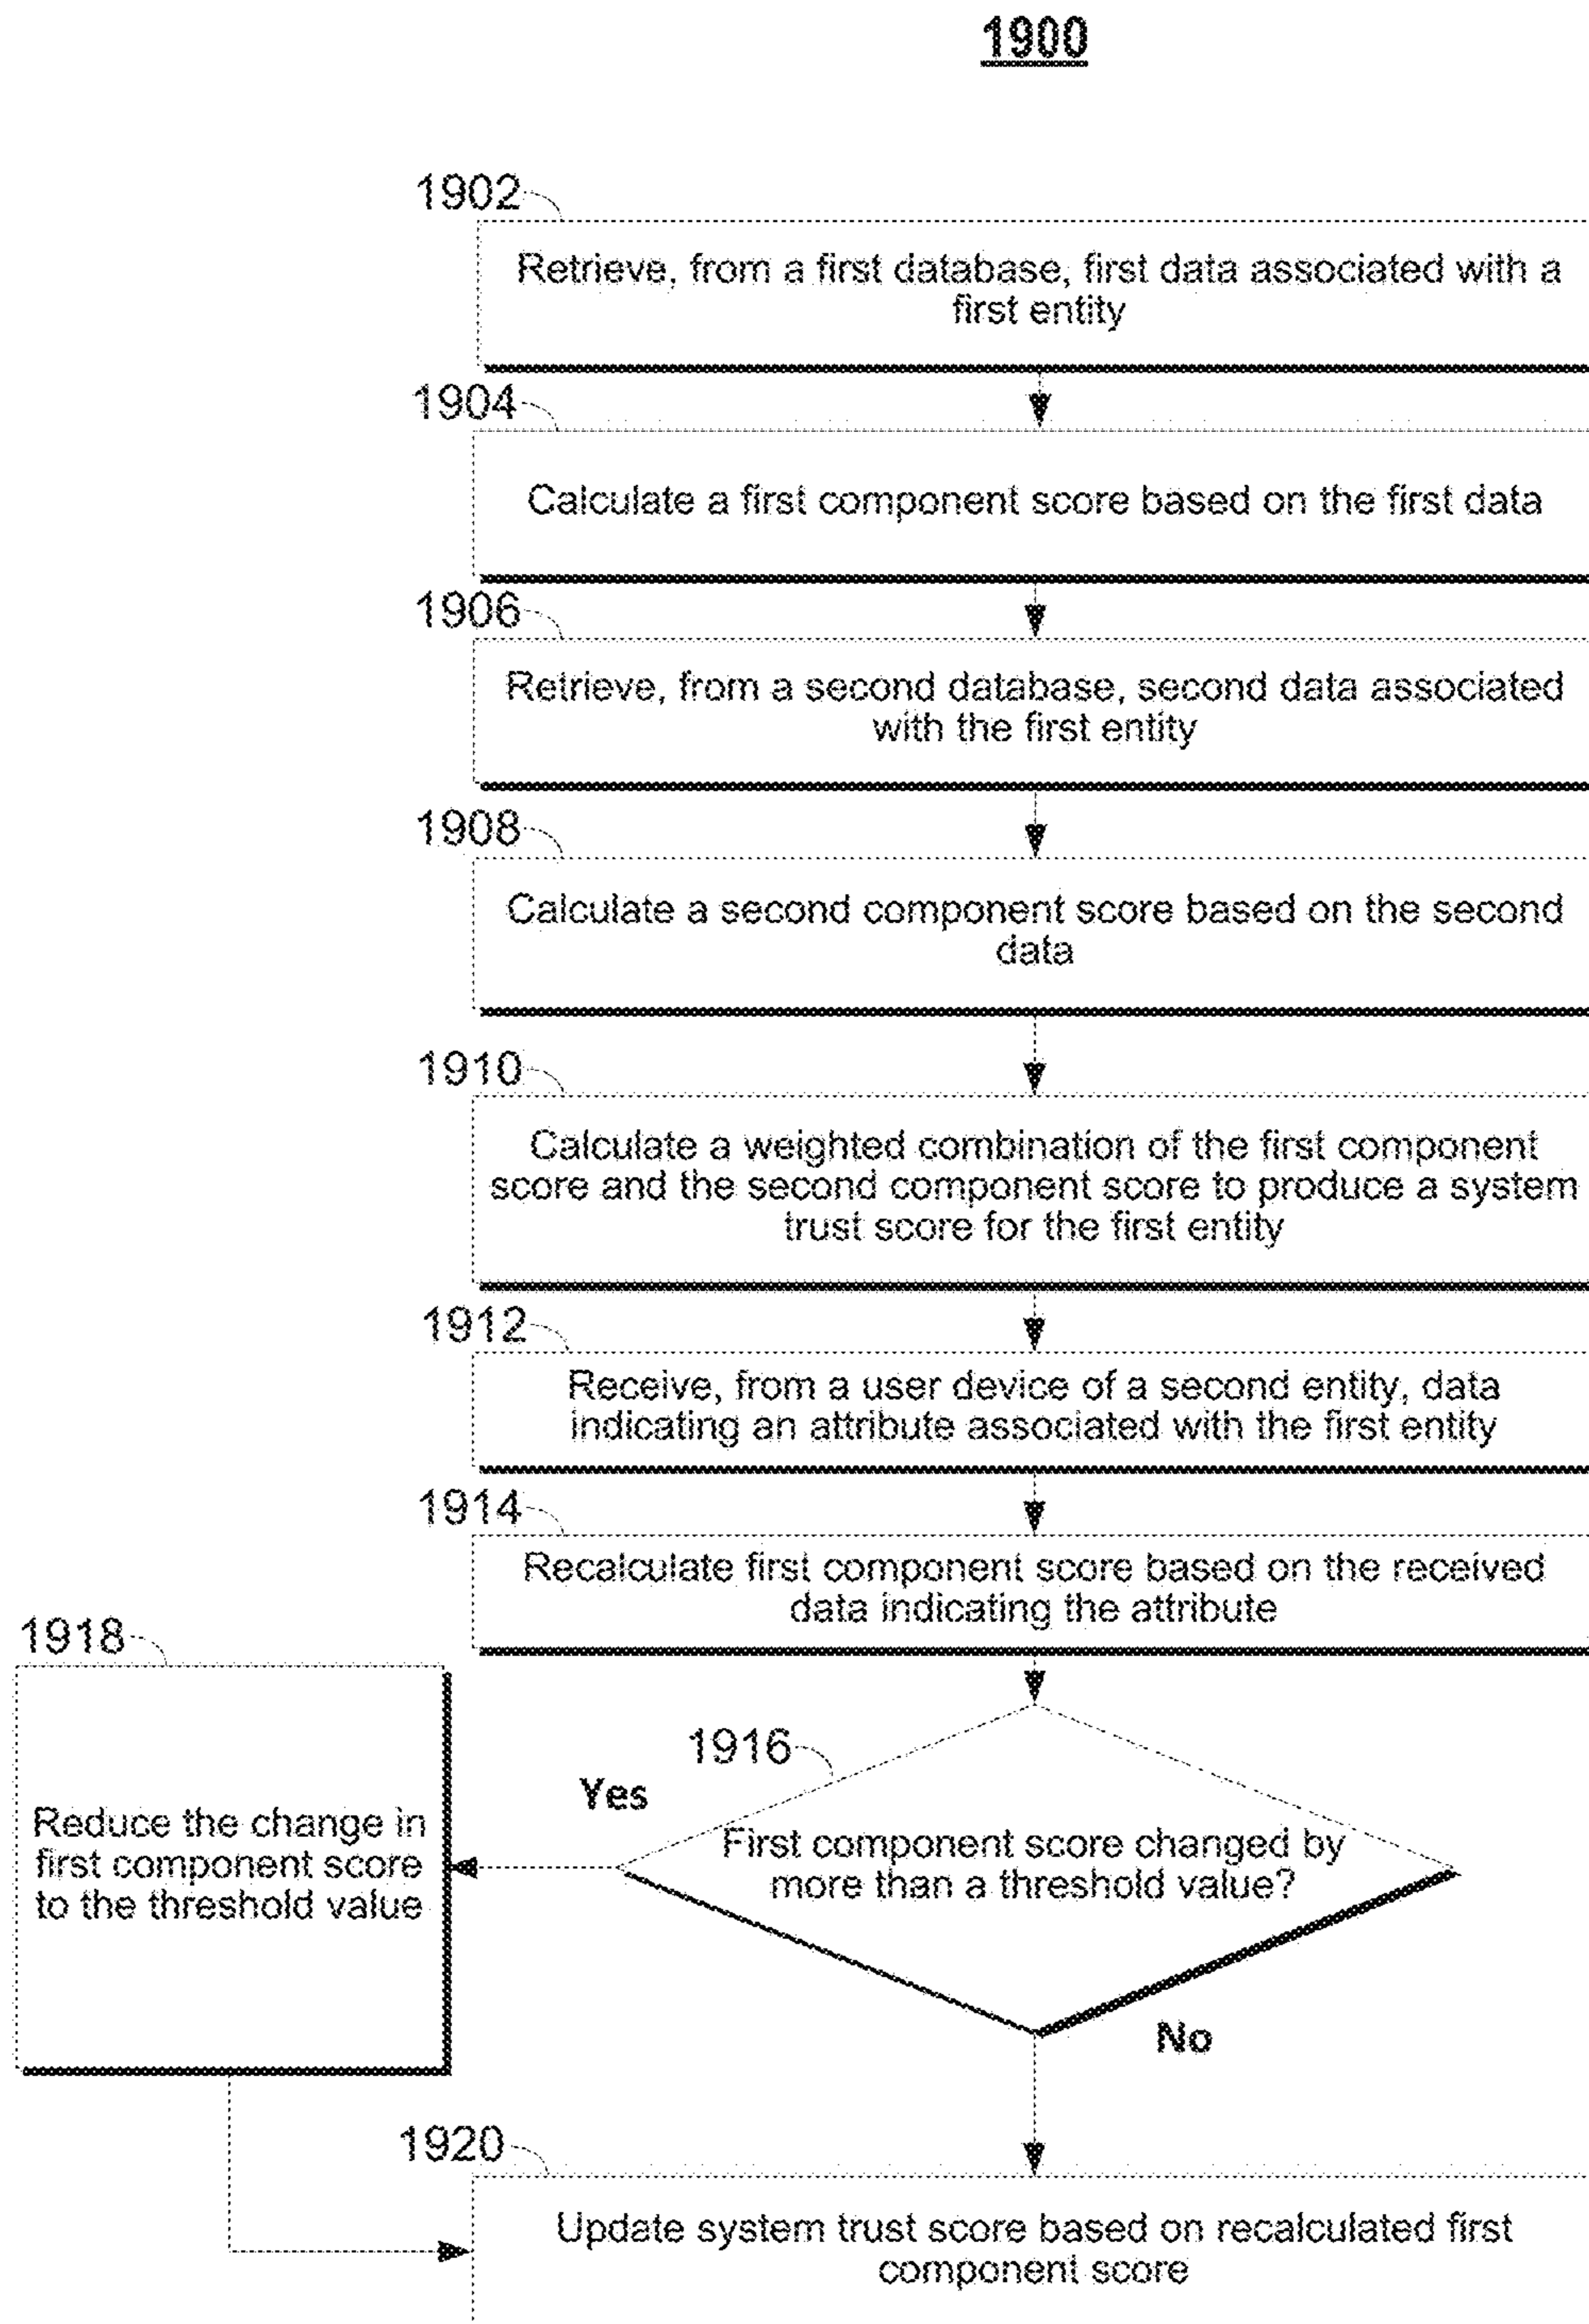 1900
1902
Retrieve, from a first database, first data associated with a
first entity
1904
Calculate a first component score based on the first data
1906
Retrieve, from a second database, second data associated
with the first entity
1908
Calculate a second component score based on the second
data
1910
Calculate a weighted combination of the first component
score and the second component score to produce a system
trust score for the first entity
1912
Receive, from a user device of a second entity, data
indicating an attribute associated with the first entity
1914
Recalculate first component score based on the received
data indicating the attribute
1916
First component score changed by
more than a threshold value?
Yes
1918
Reduce the change in
first component score
to the threshold value
No
1920
Update system trust score based on recalculated first
component score